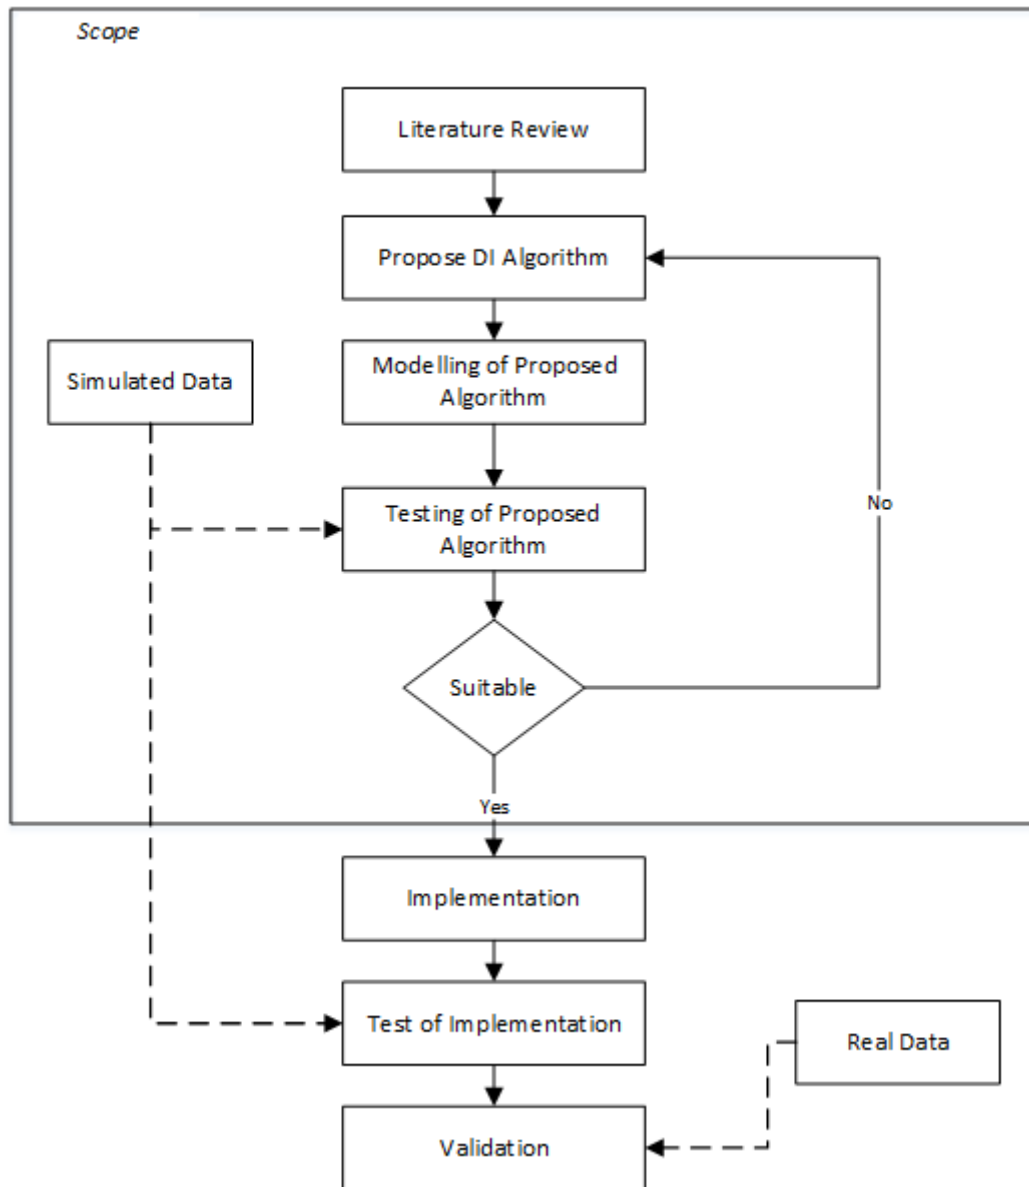 Scope
Literature Review
Propose DI Algorithm
Simulated Data
Modelling of Proposed
Algorithm
Testing of Proposed
Algorithm
No
Suitable
Yes
Implementation
Test of Implementation
Real Data
Validation